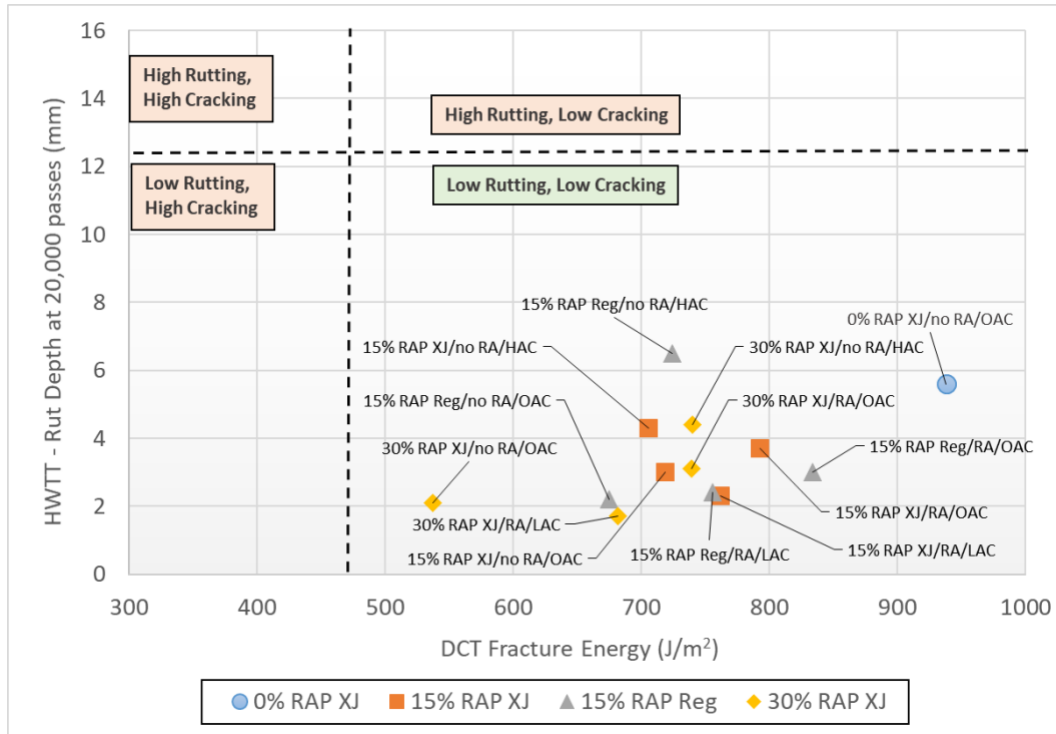 HWTT - Rut Depth at 20,000 passes (mm)
16
14
12
10
8
6
4
2
0
High Rutting,
High Cracking
High Rutting, Low Cracking
Low Rutting,
High Cracking
Low Rutting, Low Cracking
15% RAP Reg/no RA/HAC
0% RAP XJ/no RA/OAC
15% RAP XJ/no RA/HAC
30% RAP XJ/no RA/HAC
15% RAP Reg/no RA/OAC
30% RAP XJ/RA/OAC
30% RAP XJ/no RA/OAC
15% RAP Reg/RA/OAC
30% RAP XJ/RA/LAC
15% RAP XJ/RA/OAC
15% RAP XJ/no RA/OAC
15% RAP Reg/RA/LAC
15% RAP XJ/RA/LAC
300 400 500 600 700 800 900 1000
DCT Fracture Energy (J/m²)
0% RAP XJ 15% RAP XJ 15% RAP Reg 30% RAP XJ